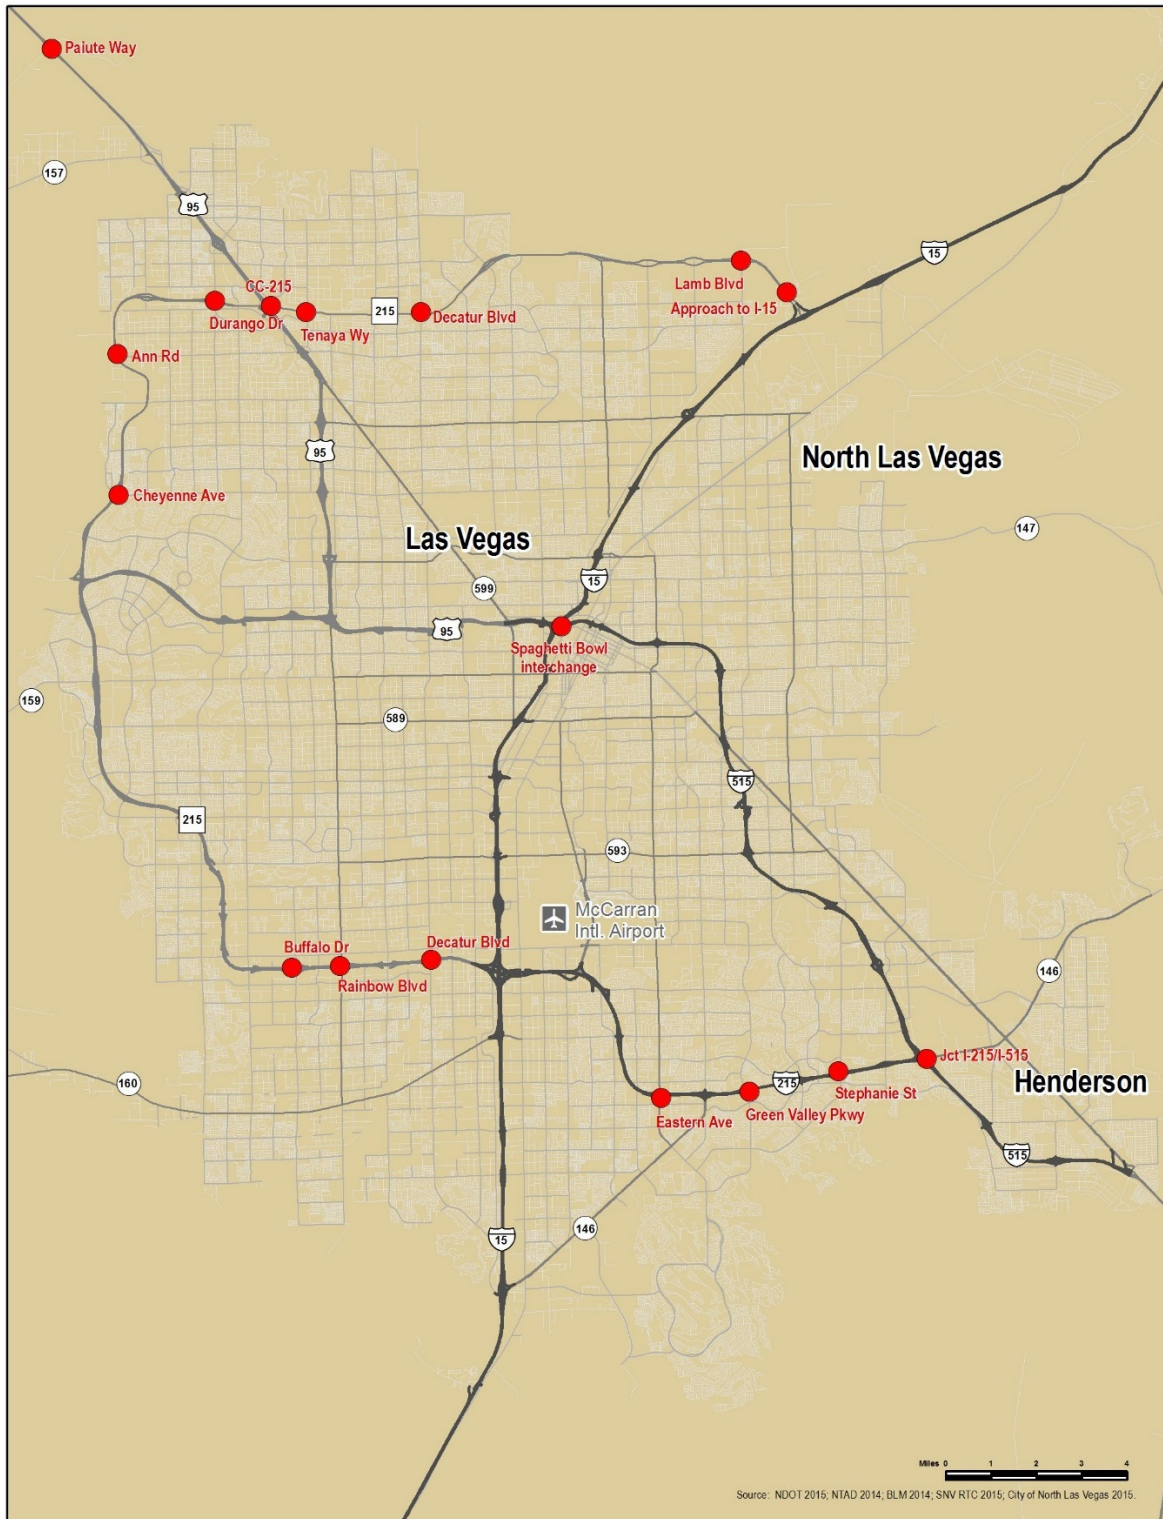 Paiute Way
157
95
15
CC-215
Lamb Blvd
Durango Dr
215
Decatur Blvd
Approach to I-15
Tenaya Wy
Ann Rd
95
North Las Vegas
Cheyenne Ave
Las Vegas
147
599
15
95
Spaghetti Bowl
interchange
159
589
515
215
593
McCarran
Intl. Airport
Buffalo Dr
Decatur Blvd
Rainbow Blvd
146
Jct I-215/I-515
160
215
Henderson
Stephanie St
Green Valley Pkwy
Eastern Ave
515
146
15
Miles 0 1 2 3 4
Source: NDOT 2015; NTAD 2014; BLM 2014; SNV RTC 2015; City of North Las Vegas 2015.